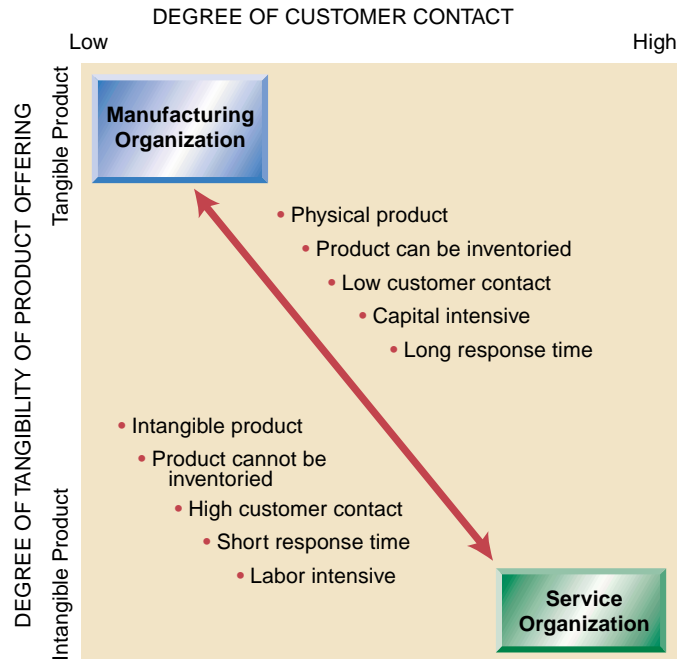 DEGREE OF CUSTOMER CONTACT
Low
High
DEGREE OF TANGIBILITY OF PRODUCT OFFERING
Tangible Product
Intangible Product
Manufacturing
Organization
• Physical product
• Product can be inventoried
• Low customer contact
• Capital intensive
• Long response time
• Intangible product
• Product cannot be
inventoried
• High customer contact
• Short response time
• Labor intensive
Service
Organization